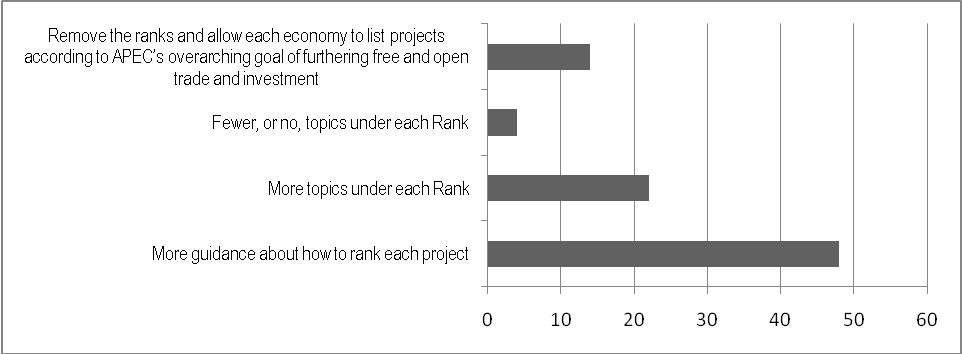 Remove the ranks and allow each economy to list projects
according to APEC's overarching goal of furthering free and open
trade and investment
Fewer, or no, topics under each Rank
More topics under each Rank
More guidance about how to rank each project
0 10 20 30 40 50 60